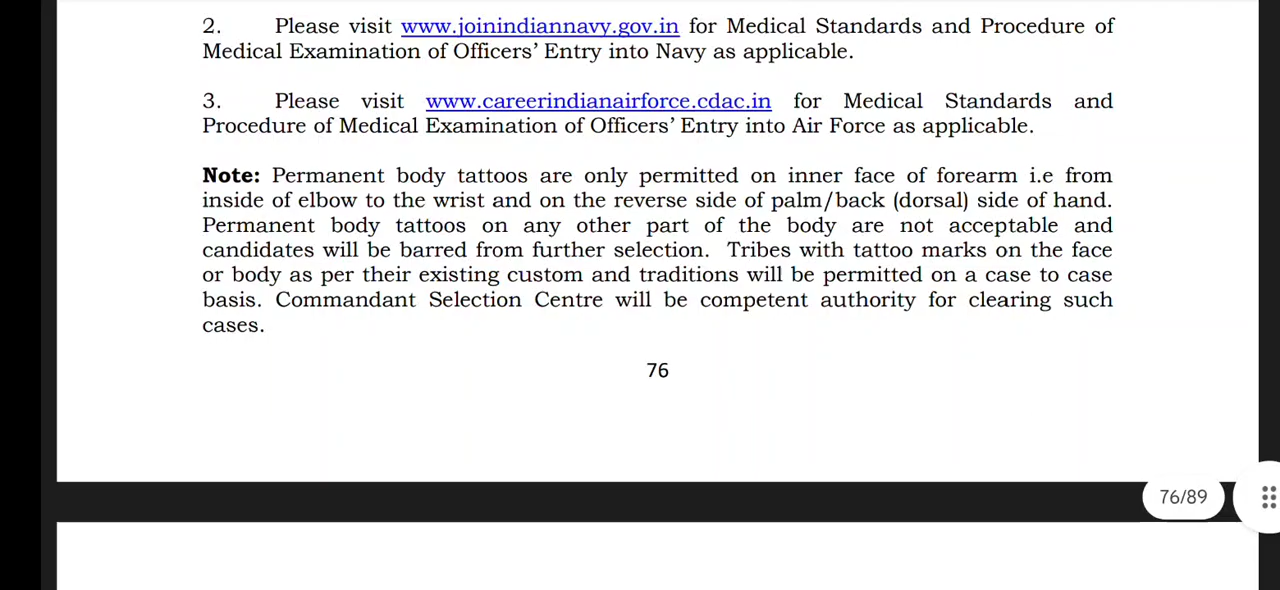 2. Please visit www.joinindiannavy.gov.in for Medical Standards and Procedure of
Medical Examination of Officers’ Entry into Navy as applicable.
3. Please visit www.careerindianairforce.cdac.in for Medical Standards and
Procedure of Medical Examination of Officers’ Entry into Air Force as applicable.
Note: Permanent body tattoos are only permitted on inner face of forearm i.e from
inside of elbow to the wrist and on the reverse side of palm/back (dorsal) side of hand.
Permanent body tattoos on any other part of the body are not acceptable and
candidates will be barred from further selection. Tribes with tattoo marks on the face
or body as per their existing custom and traditions will be permitted on a case to case
basis. Commandant Selection Centre will be competent authority for clearing such
cases.
76
76/89